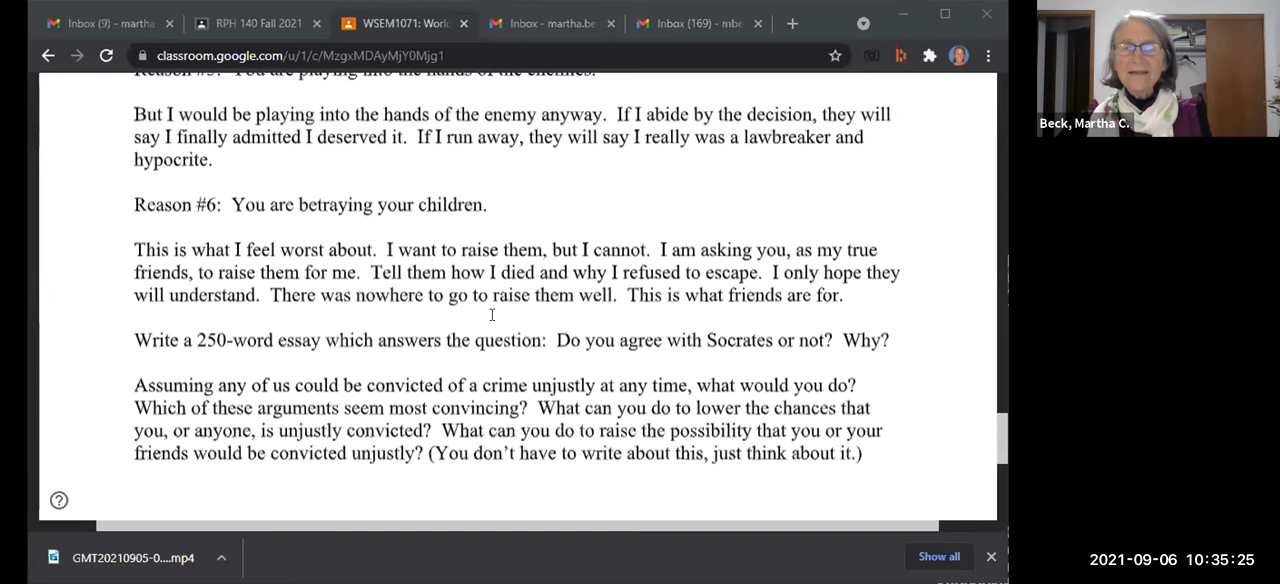 Inbox (9) - martha
RPH 140 Fall 2021
WSEM1071: Work
Inbox - martha.be
Inbox (169) - mbe
classroom.google.com/u/1/c/MzgxMDAyMjY0Mjg1
Reason #5: You are playing into the hands of the enemies.
But I would be playing into the hands of the enemy anyway. If I abide by the decision, they will
say I finally admitted I deserved it. If I run away, they will say I really was a lawbreaker and
hypocrite.
Reason #6: You are betraying your children.
This is what I feel worst about. I want to raise them, but I cannot. I am asking you, as my true
friends, to raise them for me. Tell them how I died and why I refused to escape. I only hope they
will understand. There was nowhere to go to raise them well. This is what friends are for.
Write a 250-word essay which answers the question: Do you agree with Socrates or not? Why?
Assuming any of us could be convicted of a crime unjustly at any time, what would you do?
Which of these arguments seem most convincing? What can you do to lower the chances that
you, or anyone, is unjustly convicted? What can you do to raise the possibility that you or your
friends would be convicted unjustly? (You don't have to write about this, just think about it.)
GMT20210905-0....mp4
Show all
Beck, Martha C.
2021-09-06 10:35:25